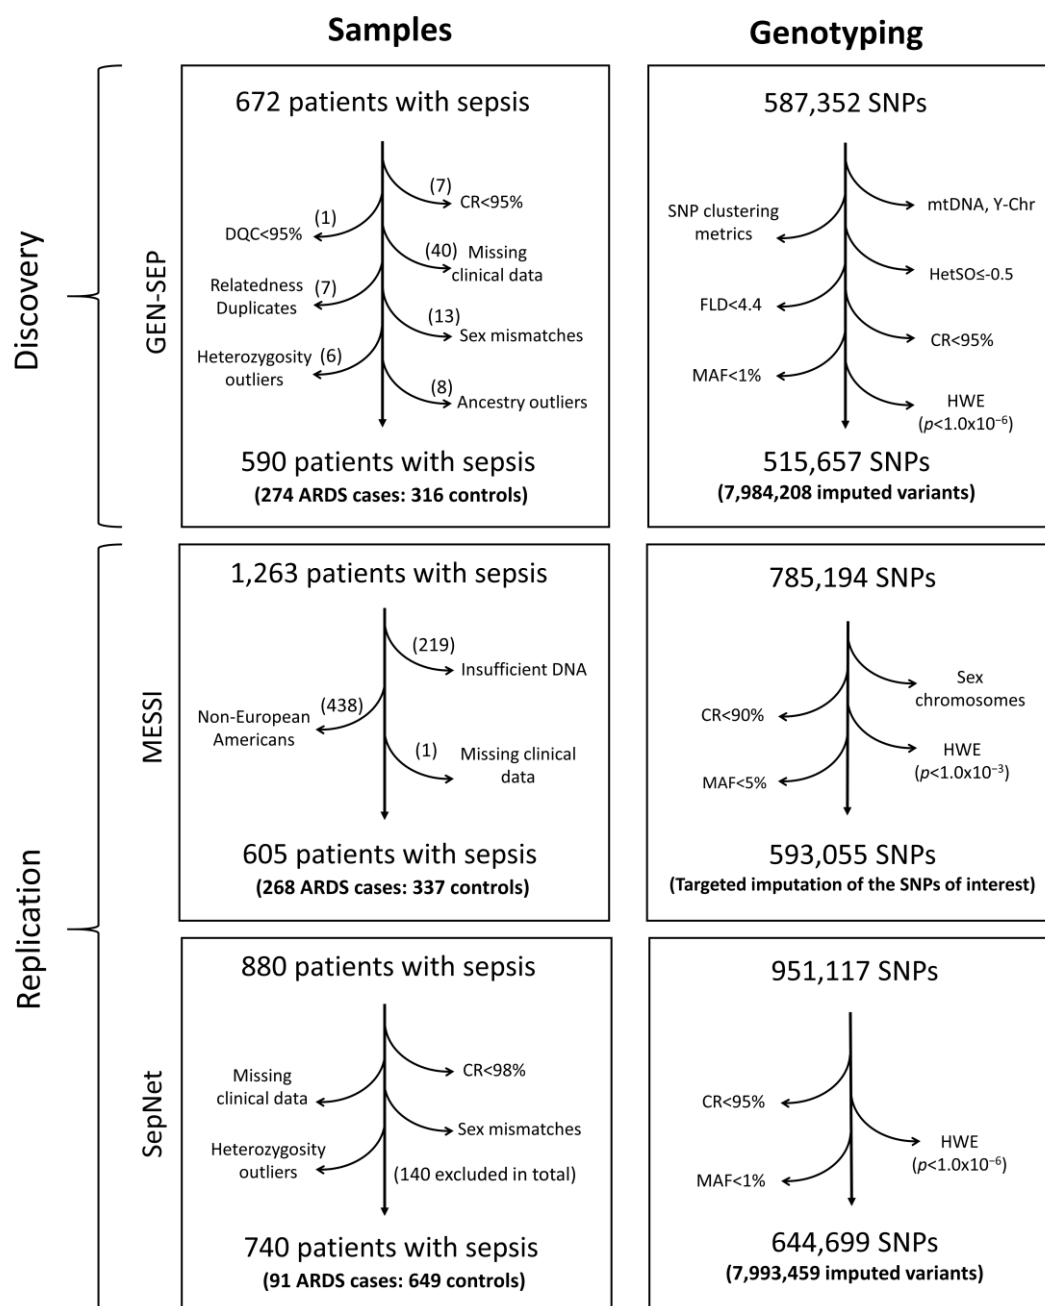 Samples
Genotyping
Discovery
GEN-SEP
672 patients with sepsis
(7)
CR<95%
(1)
DQC<95%
(40)
Missing
clinical data
Relatedness
Duplicates
(7)
(13)
Sex mismatches
Heterozygosity
outliers
(6)
(8)
Ancestry outliers
590 patients with sepsis
(274 ARDS cases: 316 controls)
587,352 SNPs
mtDNA, Y-Chr
SNP clustering
metrics
HetSO≤-0.5
FLD<4.4
CR<95%
MAF<1%
HWE
(p<1.0x10⁻⁶)
515,657 SNPs
(7,984,208 imputed variants)
Replication
MESSI
1,263 patients with sepsis
(219)
Insufficient DNA
(438)
Non-European
Americans
(1)
Missing clinical
data
605 patients with sepsis
(268 ARDS cases: 337 controls)
785,194 SNPs
Sex
chromosomes
CR<90%
HWE
(p<1.0x10⁻³)
MAF<5%
593,055 SNPs
(Targeted imputation of the SNPs of interest)
SepNet
880 patients with sepsis
CR<98%
Missing
clinical data
Sex mismatches
Heterozygosity
outliers
(140 excluded in total)
740 patients with sepsis
(91 ARDS cases: 649 controls)
951,117 SNPs
CR<95%
HWE
(p<1.0x10⁻⁶)
MAF<1%
644,699 SNPs
(7,993,459 imputed variants)